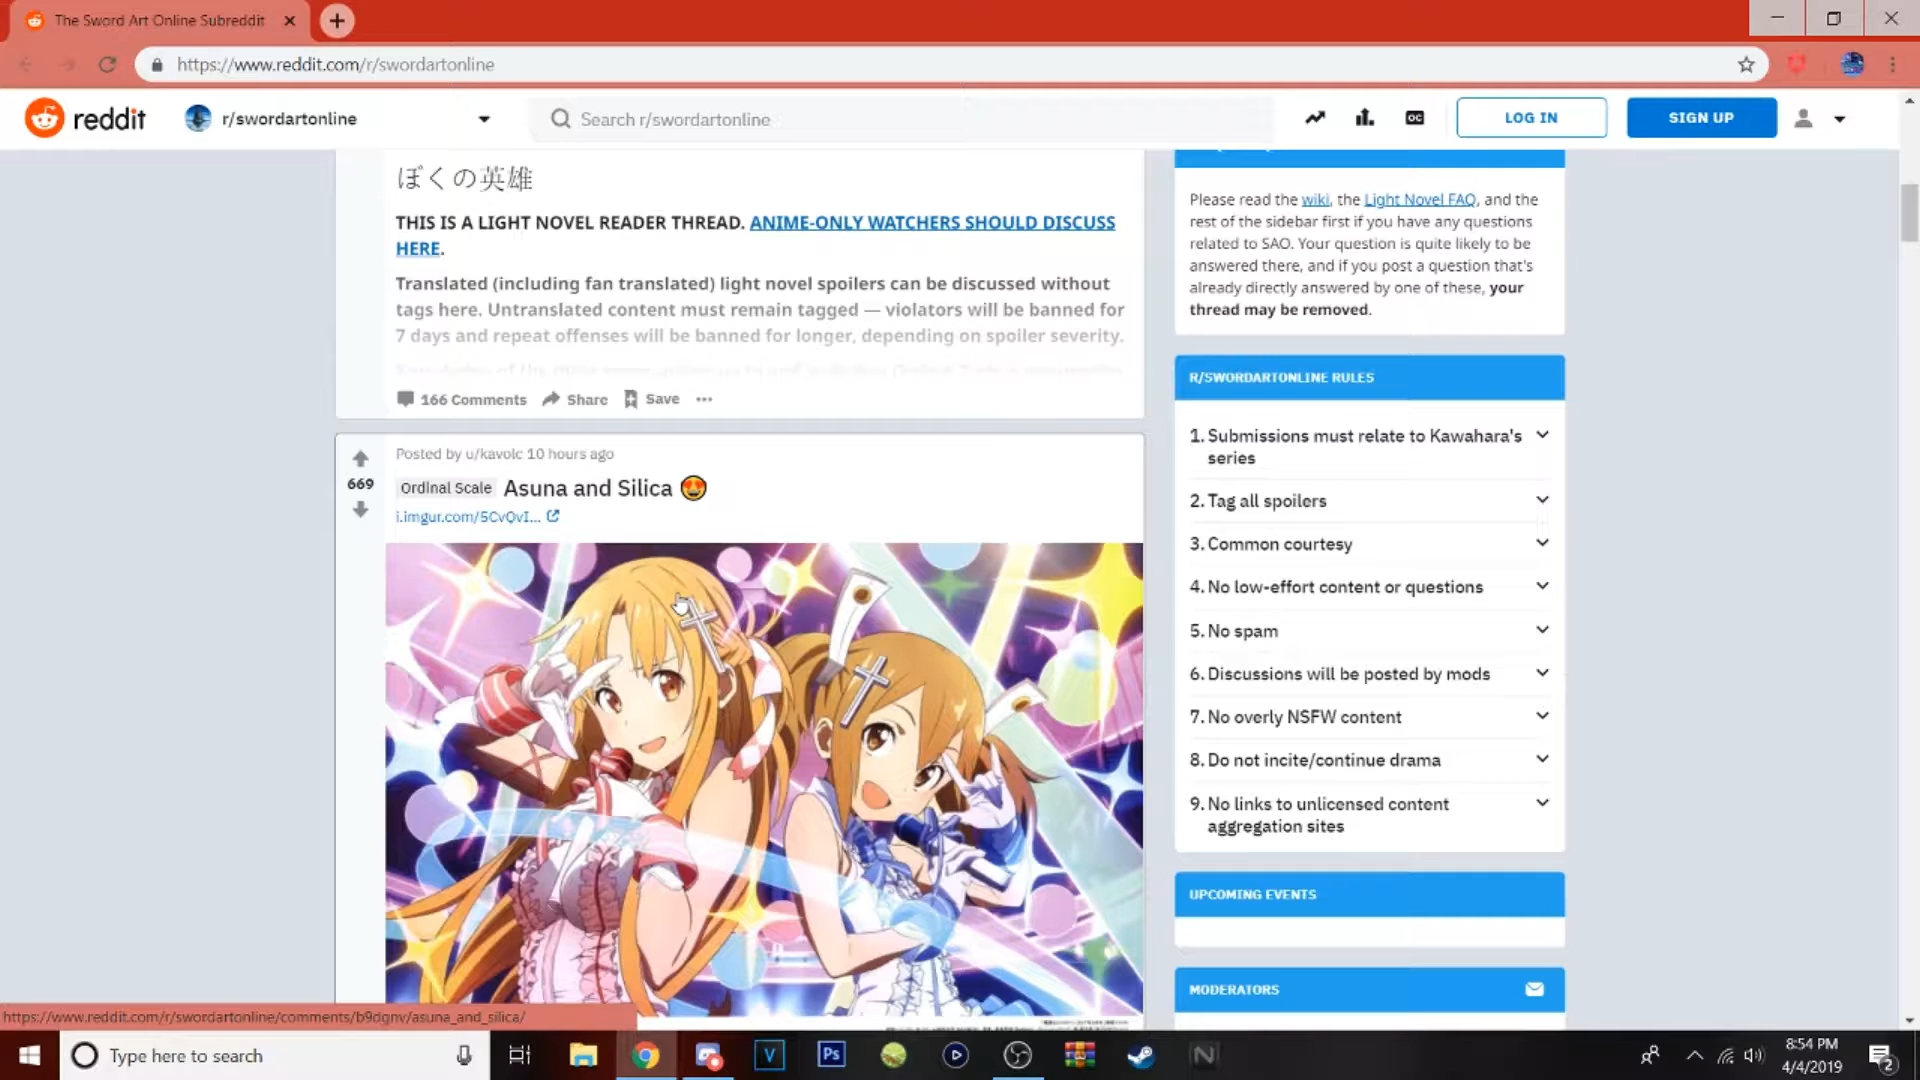 The Sword Art Online Subreddit
https://www.reddit.com/r/swordartonline
reddit
r/swordartonline
Search r/swordartonline
OC
LOG IN
SIGN UP
ぼくの英雄
THIS IS A LIGHT NOVEL READER THREAD. ANIME-ONLY WATCHERS SHOULD DISCUSS
HERE.
Translated (including fan translated) light novel spoilers can be discussed without
tags here. Untranslated content must remain tagged — violators will be banned for
7 days and repeat offenses will be banned for longer, depending on spoiler severity.
166 Comments
Share
Save
Posted by u/kavolc 10 hours ago
669
Ordinal Scale
Asuna and Silica
i.imgur.com/5CvQvI...
Please read the wiki, the Light Novel FAQ, and the
rest of the sidebar first if you have any questions
related to SAO. Your question is quite likely to be
answered there, and if you post a question that's
already directly answered by one of these, your
thread may be removed.
R/SWORDARTONLINE RULES
1. Submissions must relate to Kawahara's
series
2. Tag all spoilers
3. Common courtesy
4. No low-effort content or questions
5. No spam
6. Discussions will be posted by mods
7. No overly NSFW content
8. Do not incite/continue drama
9. No links to unlicensed content
aggregation sites
UPCOMING EVENTS
MODERATORS
https://www.reddit.com/r/swordartonline/comments/b9dgnv/asuna_and_silica/
Type here to search
V
Ps
N
8:54 PM
4/4/2019
2